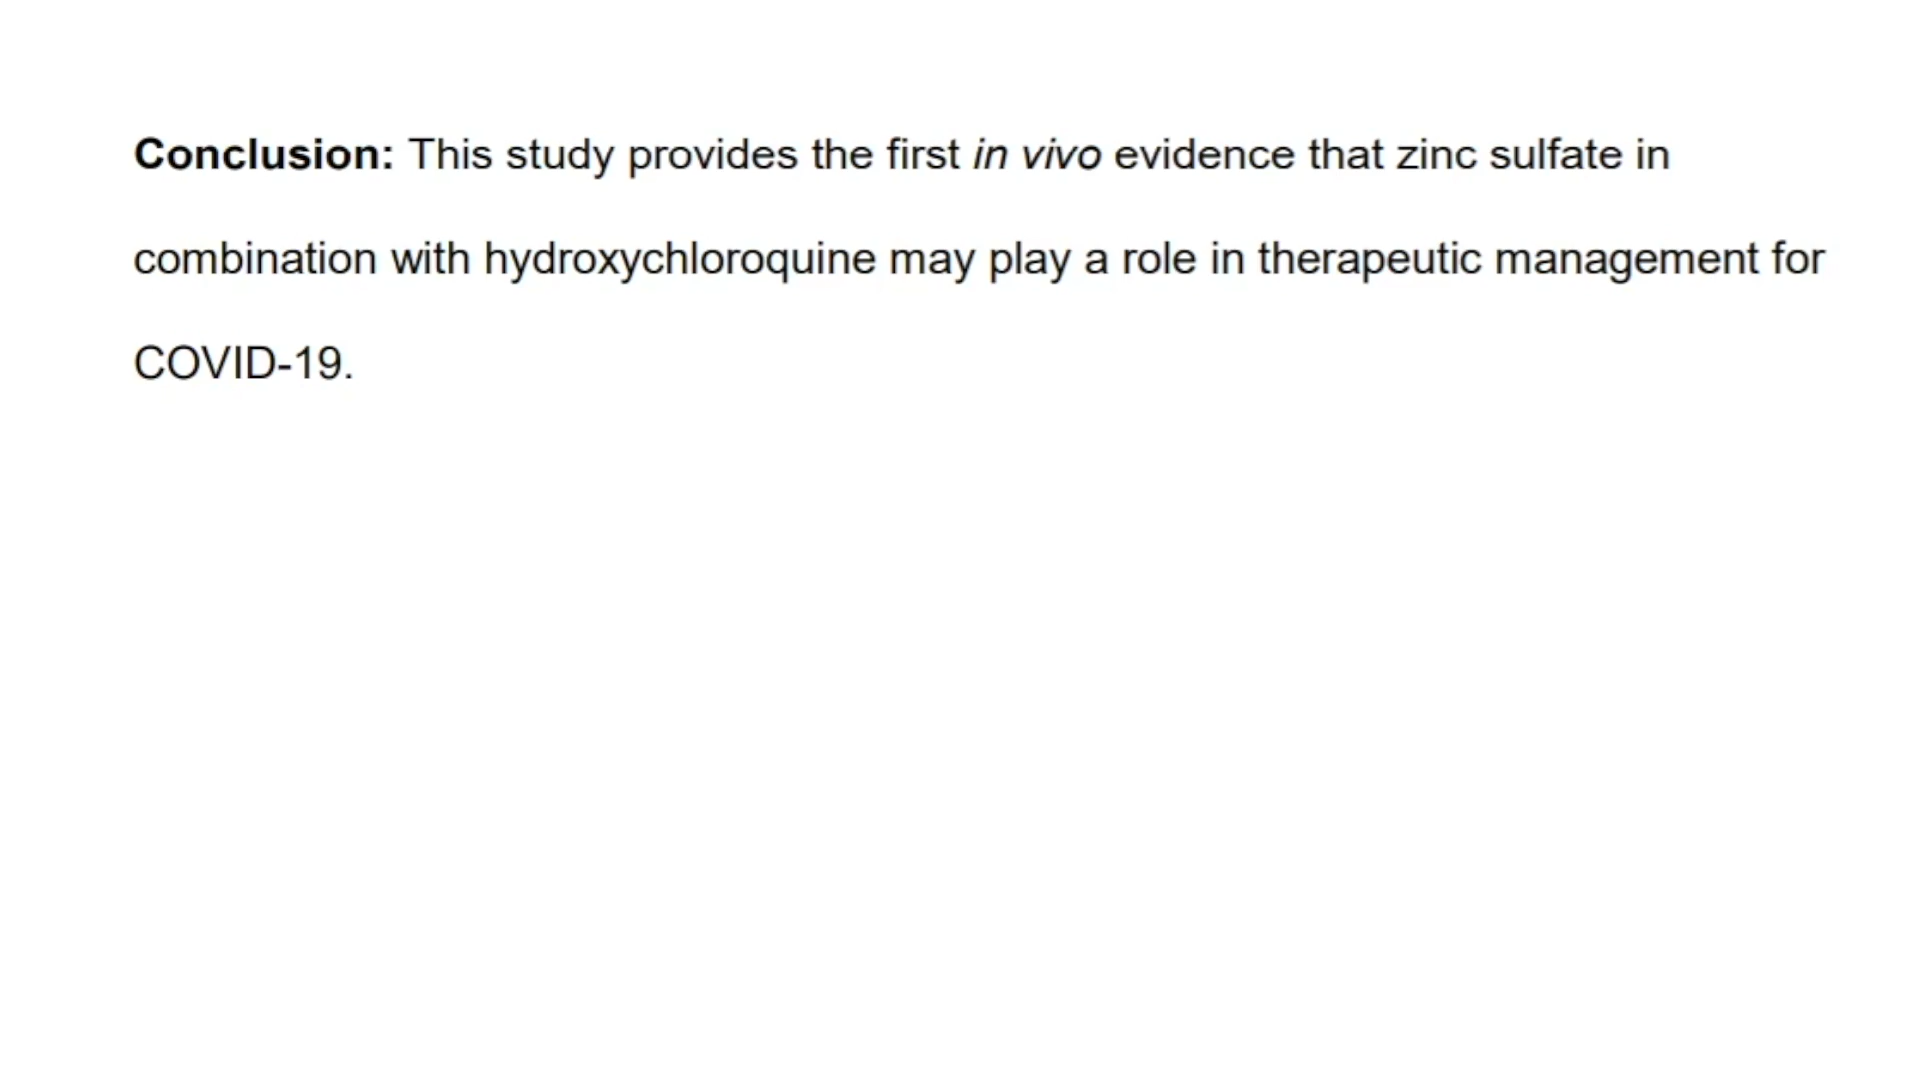 Conclusion: This study provides the first in vivo evidence that zinc sulfate in
combination with hydroxychloroquine may play a role in therapeutic management for
COVID-19.